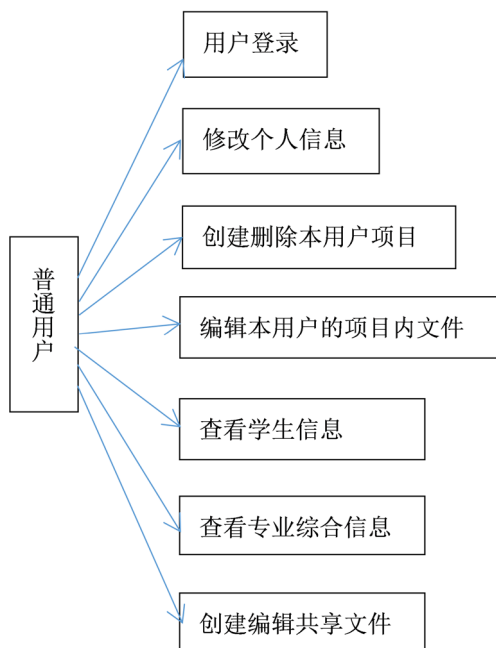 用户登录
修改个人信息
创建删除本用户项目
普通用户
编辑本用户的项目内文件
查看学生信息
查看专业综合信息
创建编辑共享文件